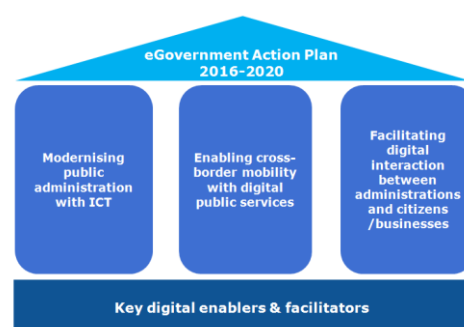 eGovernment Action Plan
2016-2020
Modernising
public
administration
with ICT
Enabling cross-
border mobility
with digital
public services
Facilitating
digital
interaction
between
administrations
and citizens
/businesses
Key digital enablers & facilitators